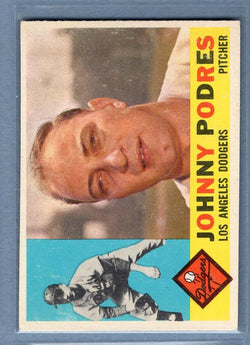 JOHNNY PODRES
LOS ANGELES DODGERS
PITCHER
Dodgers